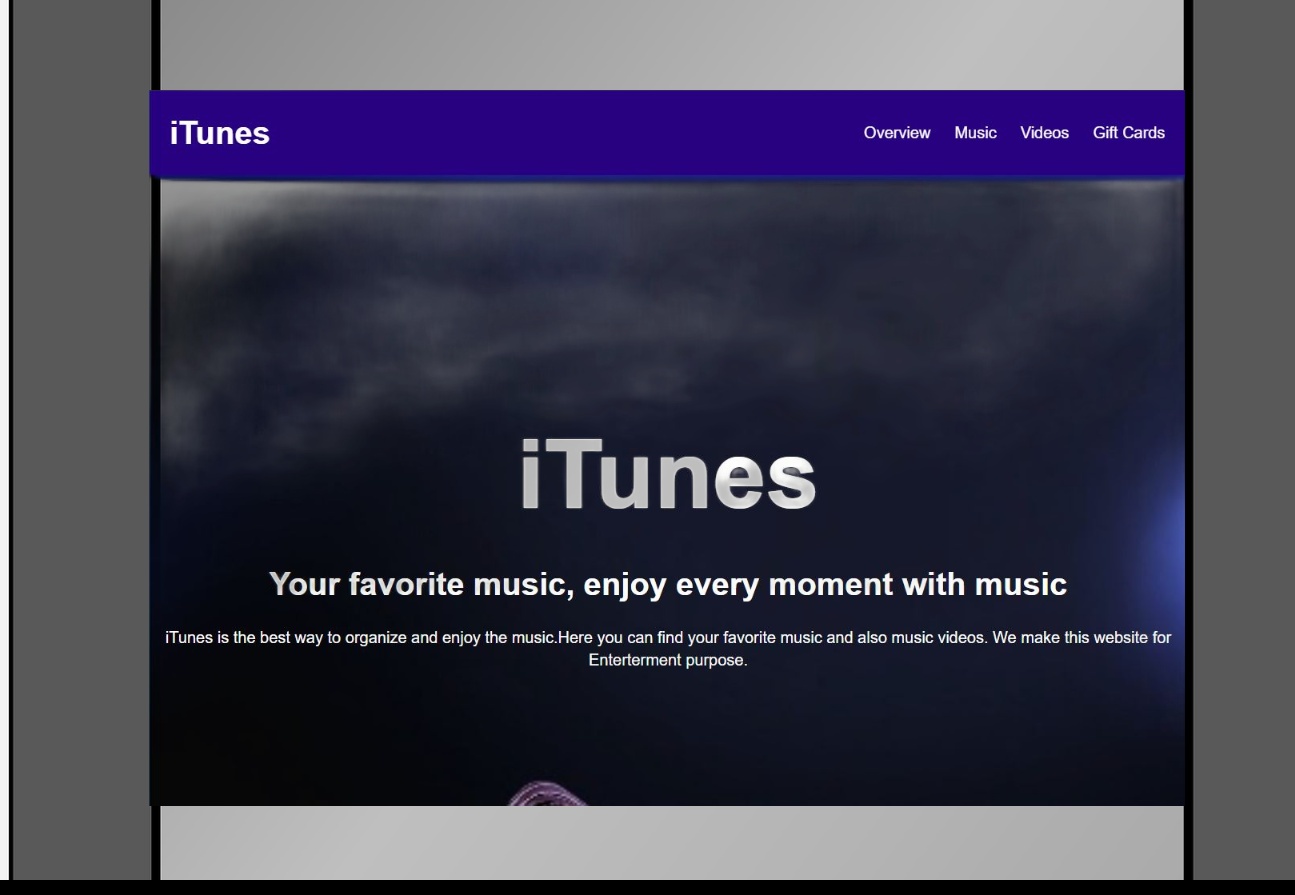 iTunes
Overview Music Videos Gift Cards
iTunes
Your favorite music, enjoy every moment with music
iTunes is the best way to organize and enjoy the music.Here you can find your favorite music and also music videos. We make this website for
Enterterment purpose.